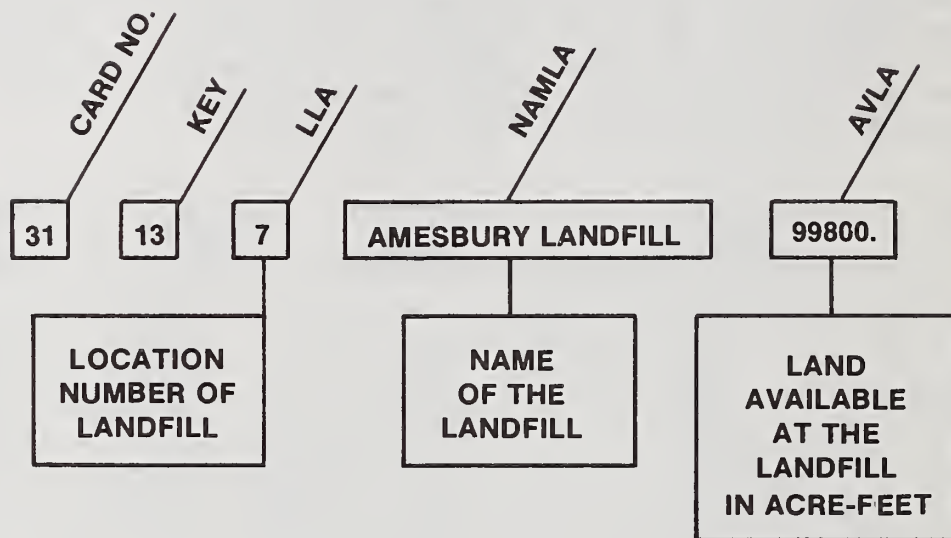 CARD NO.
KEY
LLA
NAMLA
AVLA
31
13
7
AMESBURY LANDFILL
99800.
LOCATION
NUMBER OF
LANDFILL
NAME
OF THE
LANDFILL
LAND
AVAILABLE
AT THE
LANDFILL
IN ACRE-FEET